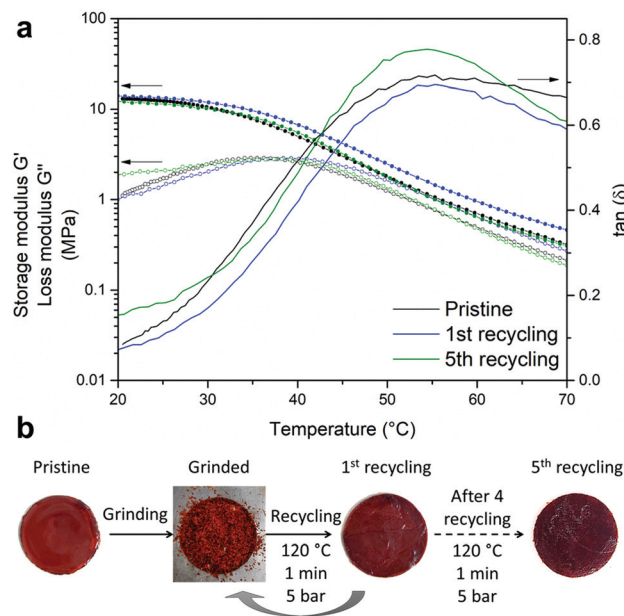 a
100
10
1
0.1
0.01
0.8
0.6
0.4
0.2
0.0
Storage modulus G'
Loss modulus G''
(MPa)
tan (δ)
Pristine
1st recycling
5th recycling
20 30 40 50 60 70
Temperature (°C)
b
Pristine
Grinded
1st recycling
5th recycling
Grinding
Recycling
120 °C
1 min
5 bar
After 4
recycling
120 °C
1 min
5 bar